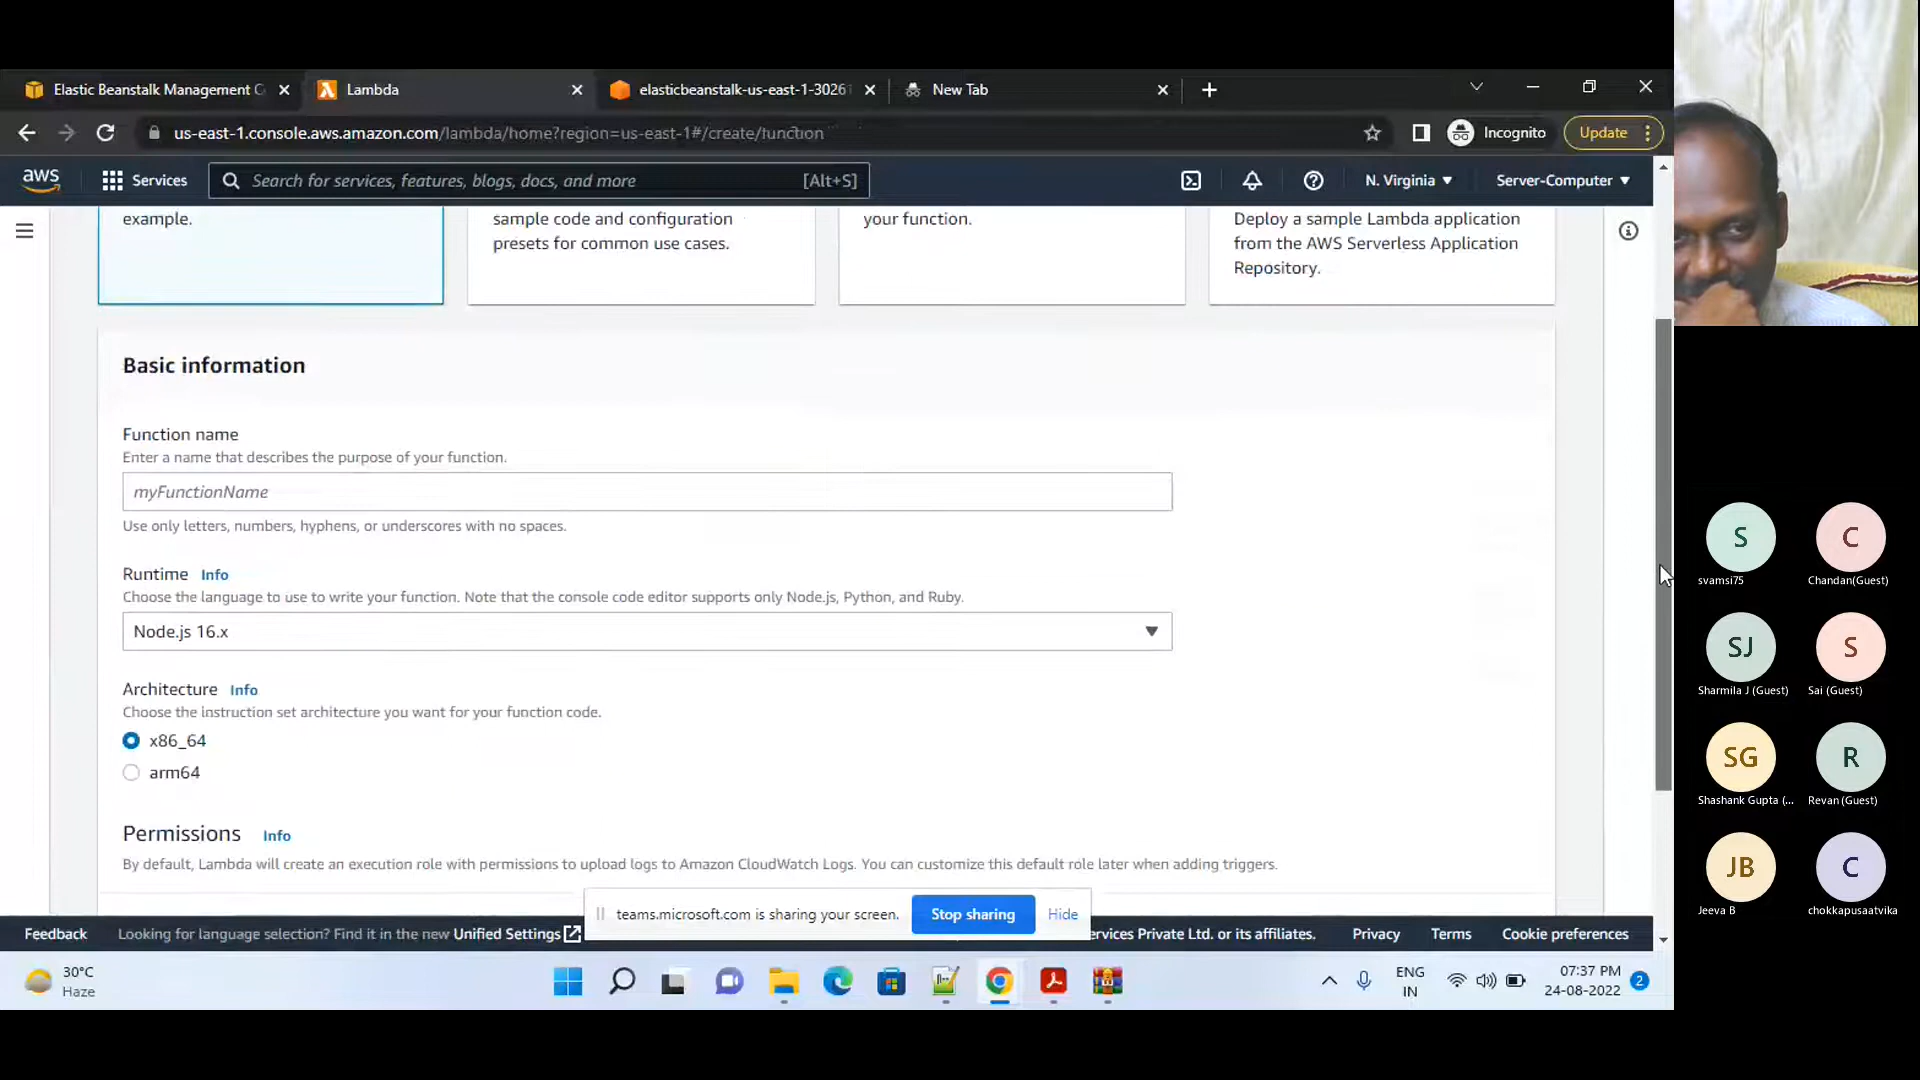 Elastic Beanstalk Management C
Lambda
elasticbeanstalk-us-east-1-30261
New Tab
us-east-1.console.aws.amazon.com/lambda/home?region=us-east-1#/create/function
Incognito
Update
aws
Services
Search for services, features, blogs, docs, and more
[Alt+S]
N. Virginia
Server-Computer
example.
sample code and configuration
presets for common use cases.
your function.
Deploy a sample Lambda application
from the AWS Serverless Application
Repository.
Basic information
Function name
Enter a name that describes the purpose of your function.
myFunctionName
Use only letters, numbers, hyphens, or underscores with no spaces.
Runtime Info
Choose the language to use to write your function. Note that the console code editor supports only Node.js, Python, and Ruby.
Node.js 16.x
Architecture Info
Choose the instruction set architecture you want for your function code.
x86_64
arm64
Permissions Info
By default, Lambda will create an execution role with permissions to upload logs to Amazon CloudWatch Logs. You can customize this default role later when adding triggers.
teams.microsoft.com is sharing your screen.
Stop sharing
Hide
Feedback
Looking for language selection? Find it in the new Unified Settings
ervices Private Ltd. or its affiliates.
Privacy
Terms
Cookie preferences
30°C
Haze
ENG
IN
07:37 PM
24-08-2022
2
S
svamsi75
C
Chandan(Guest)
SJ
Sharmila J (Guest)
S
Sai (Guest)
SG
Shashank Gupta (...
R
Revan (Guest)
JB
Jeeva B
C
chokkapusaatvika